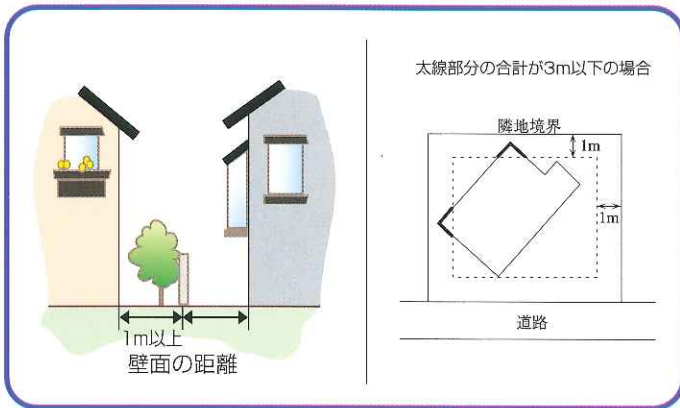 1m以上
壁面の距離
太線部分の合計が3m以下の場合
隣地境界
1m
1m
道路